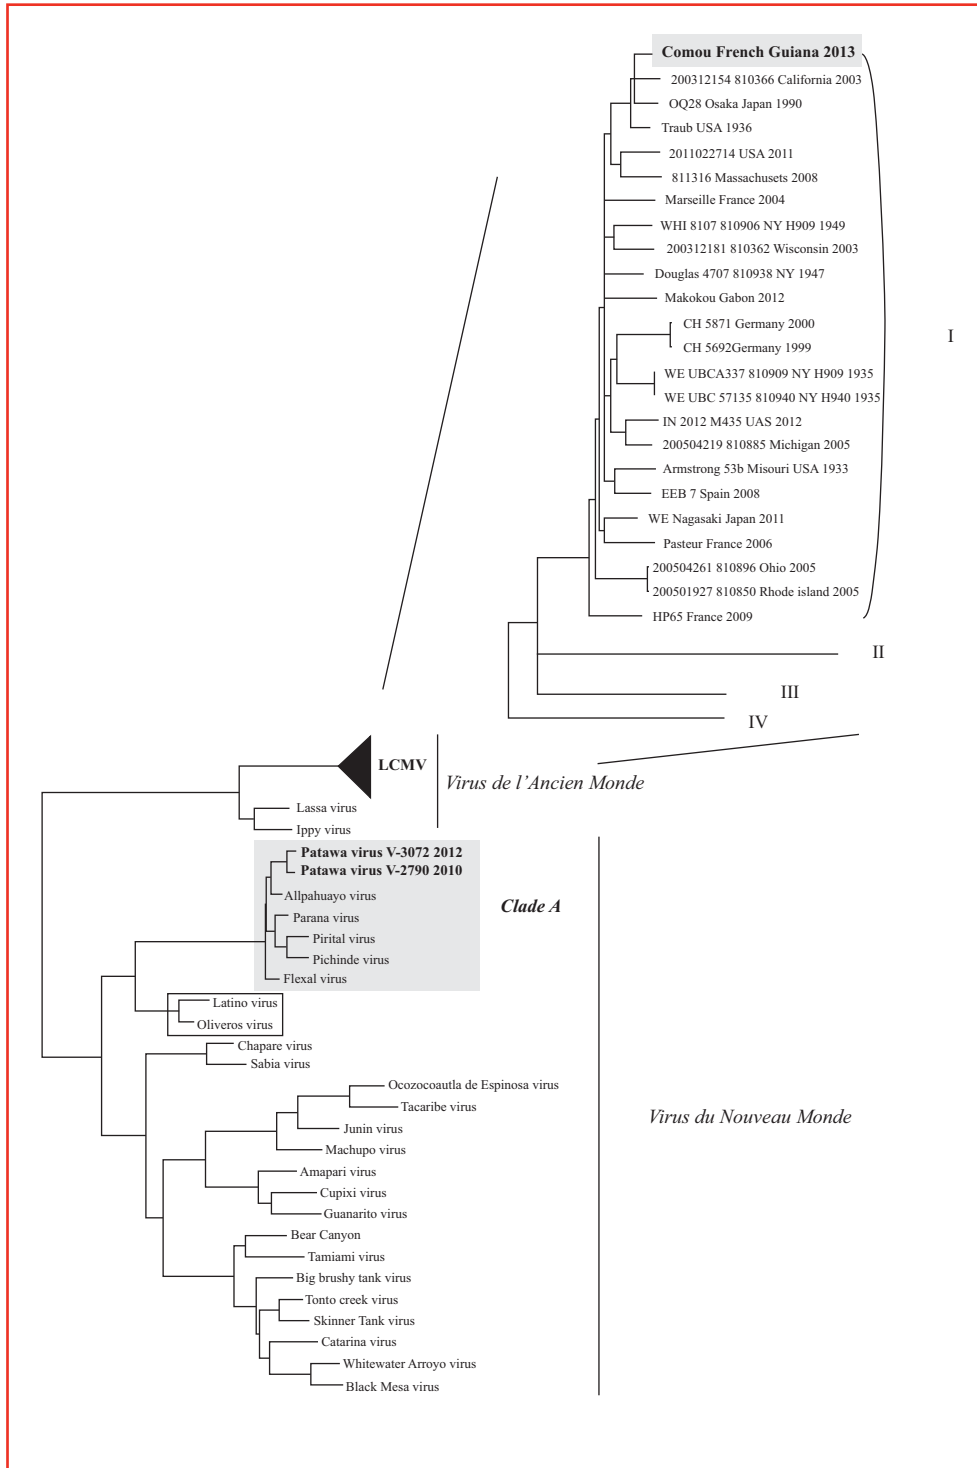 Comou French Guiana 2013
200312154 810366 California 2003
OQ28 Osaka Japan 1990
Traub USA 1936
2011022714 USA 2011
811316 Massachusets 2008
Marseille France 2004
WHI 8107 810906 NY H909 1949
200312181 810362 Wisconsin 2003
Douglas 4707 810938 NY 1947
Makokou Gabon 2012
CH 5871 Germany 2000
CH 5692Germany 1999
WE UBCA337 810909 NY H909 1935
WE UBC 57135 810940 NY H940 1935
IN 2012 M435 UAS 2012
200504219 810885 Michigan 2005
Armstrong 53b Misouri USA 1933
EEB 7 Spain 2008
WE Nagasaki Japan 2011
Pasteur France 2006
200504261 810896 Ohio 2005
200501927 810850 Rhode island 2005
HP65 France 2009
I
II
III
IV
LCMV
Virus de l'Ancien Monde
Lassa virus
Ippy virus
Patawa virus V-3072 2012
Patawa virus V-2790 2010
Allpahuayo virus
Clade A
Parana virus
Pirital virus
Pichinde virus
Flexal virus
Latino virus
Oliveros virus
Chapare virus
Sabia virus
Ocozocoautla de Espinosa virus
Tacaribe virus
Virus du Nouveau Monde
Junin virus
Machupo virus
Amapari virus
Cupixi virus
Guanarito virus
Bear Canyon
Tamiami virus
Big brushy tank virus
Tonto creek virus
Skinner Tank virus
Catarina virus
Whitewater Arroyo virus
Black Mesa virus